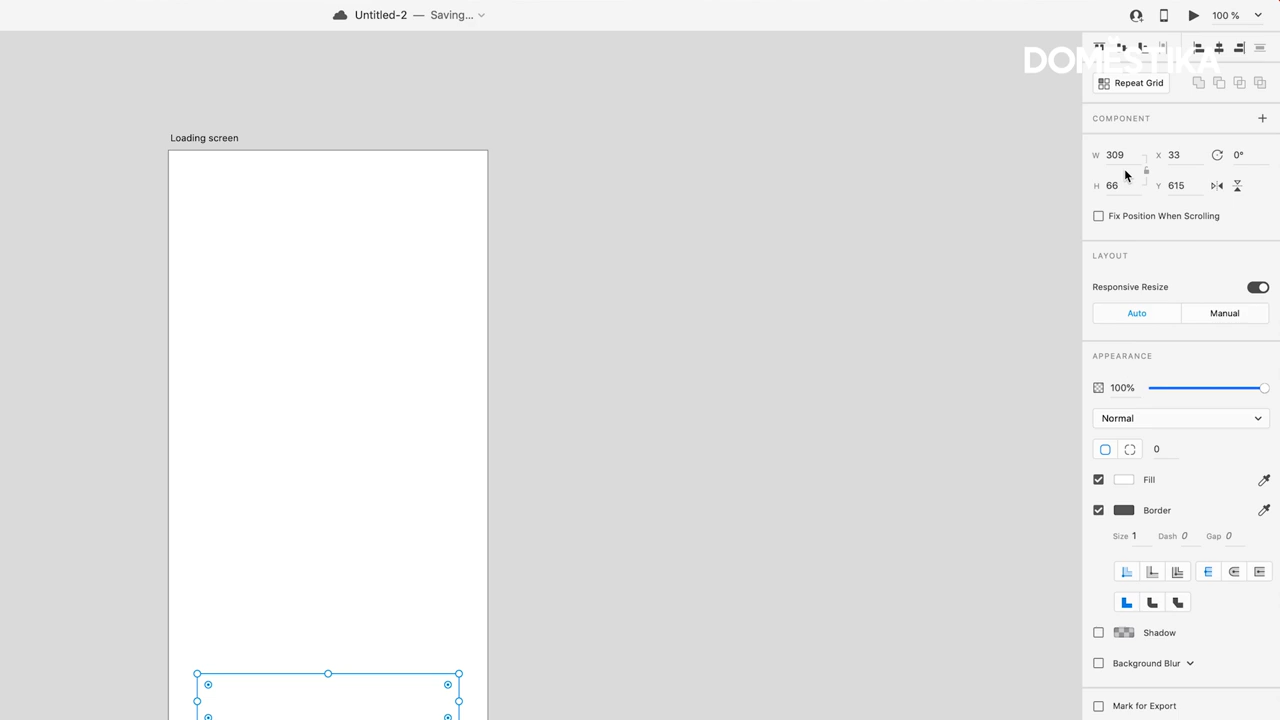 Untitled-2 — Saving...
100 %
DOMESTIKA
Repeat Grid
COMPONENT
W 309 X 33 0°
H 66 Y 615
Fix Position When Scrolling
Loading screen
LAYOUT
Responsive Resize
Auto Manual
APPEARANCE
100%
Normal
0
Fill
Border
Size 1 Dash 0 Gap 0
Shadow
Background Blur
Mark for Export